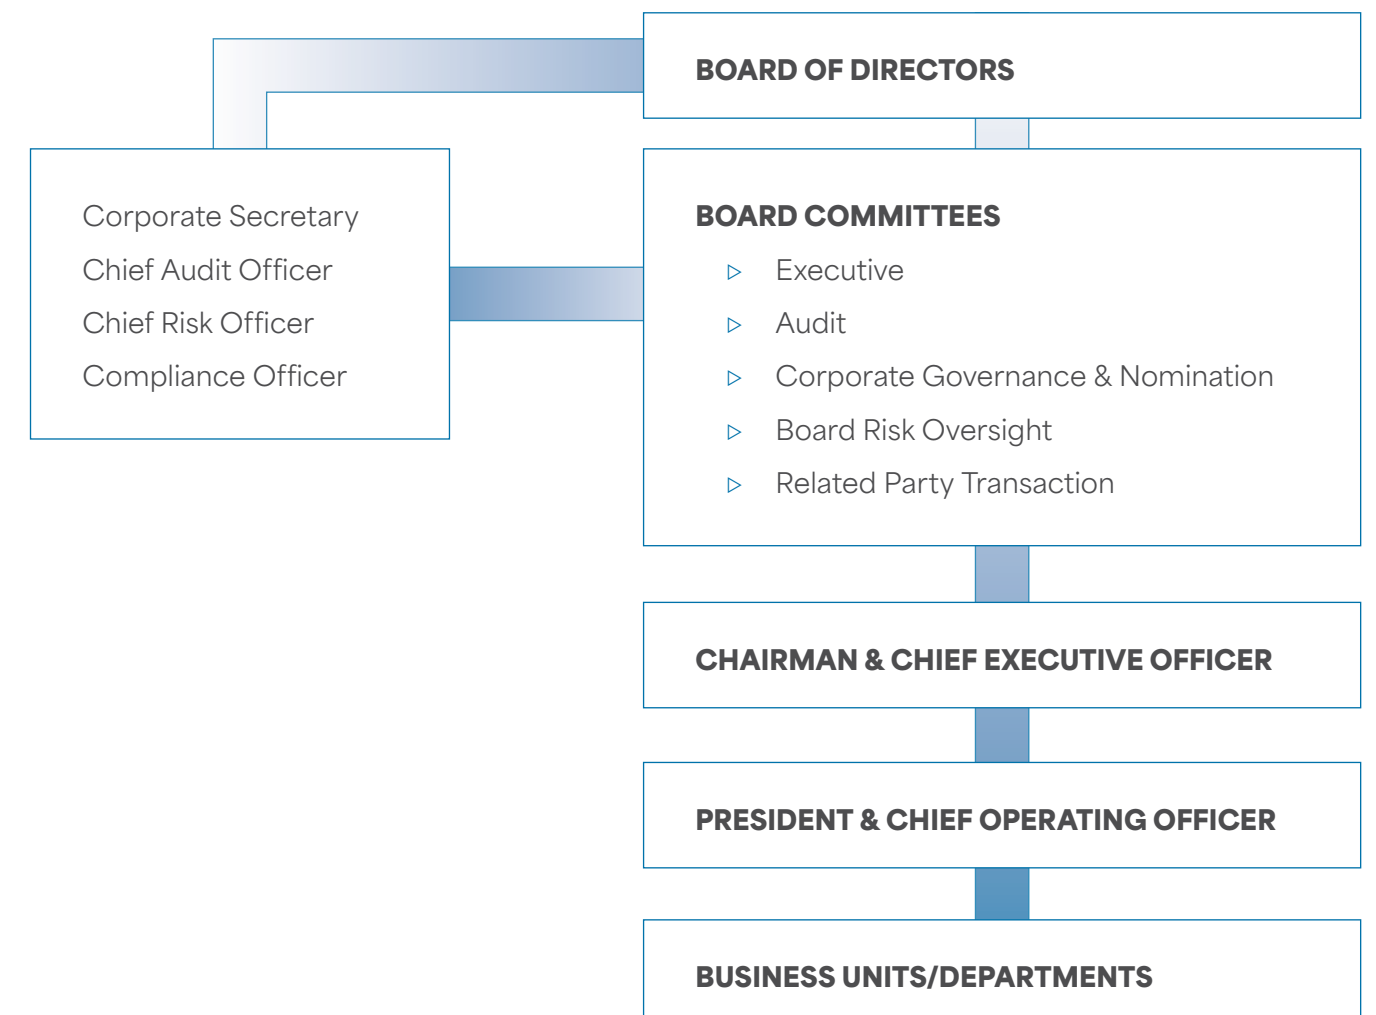 BOARD OF DIRECTORS
Corporate Secretary
Chief Audit Officer
Chief Risk Officer
Compliance Officer
BOARD COMMITTEES
Executive
Audit
Corporate Governance & Nomination
Board Risk Oversight
Related Party Transaction
CHAIRMAN & CHIEF EXECUTIVE OFFICER
PRESIDENT & CHIEF OPERATING OFFICER
BUSINESS UNITS/DEPARTMENTS